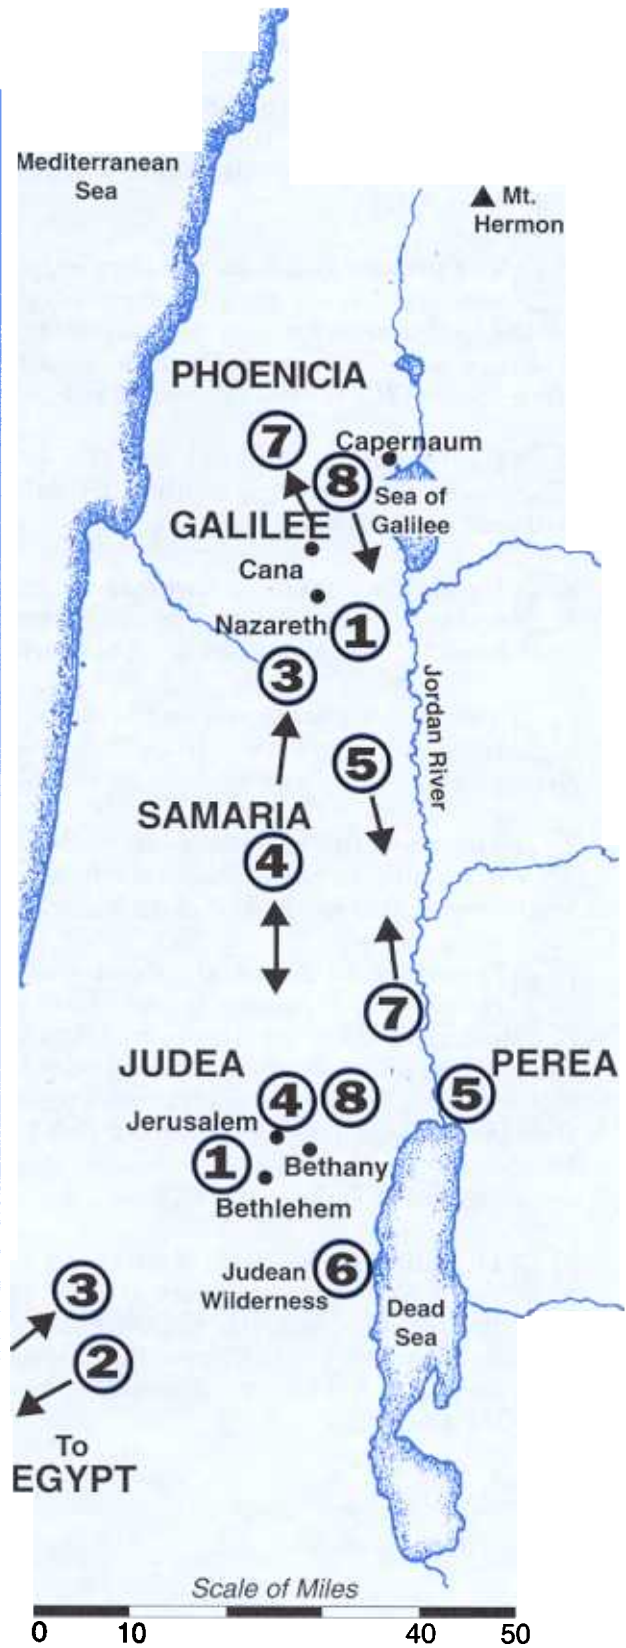 Mediterranean
Sea
Mt.
Hermon
PHOENICIA
7
Capernaum
8
Sea of
Galilee
GALILEE
Cana
Nazareth
1
3
Jordan River
5
SAMARIA
4
7
JUDEA
PEREA
4
8
5
Jerusalem
1
Bethany
Bethlehem
Judean
Wilderness
6
3
Dead
Sea
2
To
EGYPT
Scale of Miles
0 10 40 50